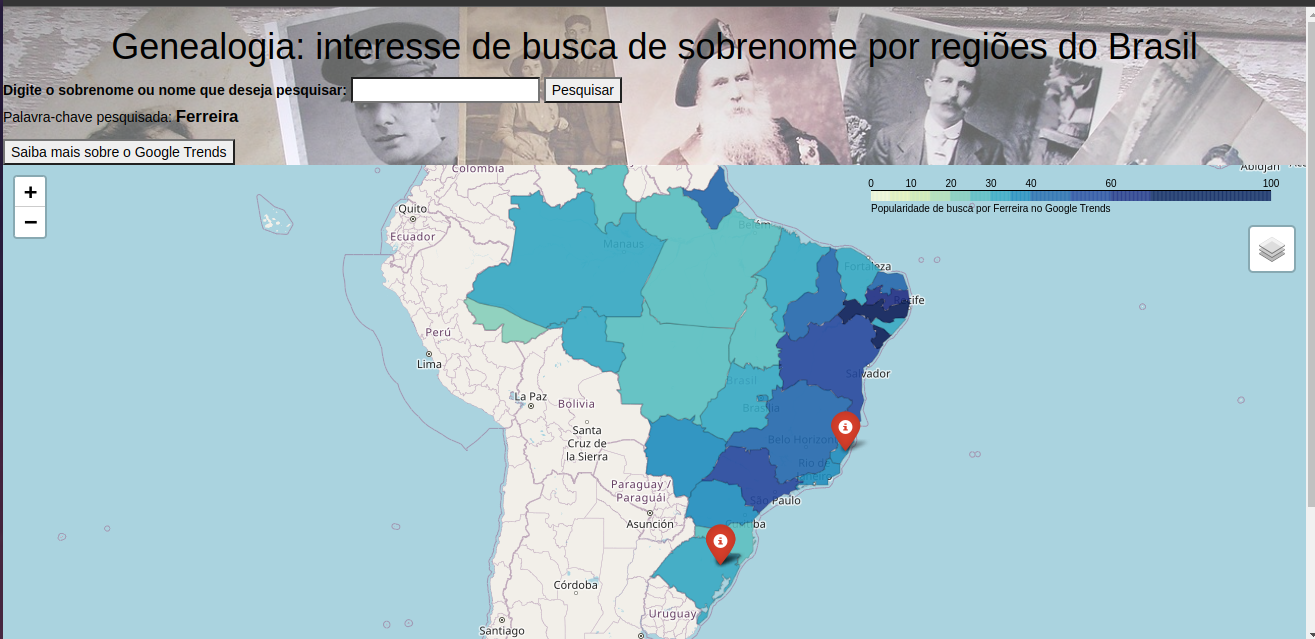 Genealogia: interesse de busca de sobrenome por regiões do Brasil
Digite o sobrenome ou nome que deseja pesquisar:
Pesquisar
Palavra-chave pesquisada: Ferreira
Saiba mais sobre o Google Trends
Colombia
Abidjan
+
−
0 10 20 30 40 60 100
Popularidade de busca por Ferreira no Google Trends
Quito
Ecuador
Belém
Manaus
Fortaleza
Recife
Perú
Lima
Salvador
Brasil
La Paz
Bolivia
Brasília
Santa
Cruz de
la Sierra
Belo Horizonte
Rio de
Janeiro
Paraguay /
Paraguái
São Paulo
Asunción
Curitiba
Córdoba
Uruguay
Santiago